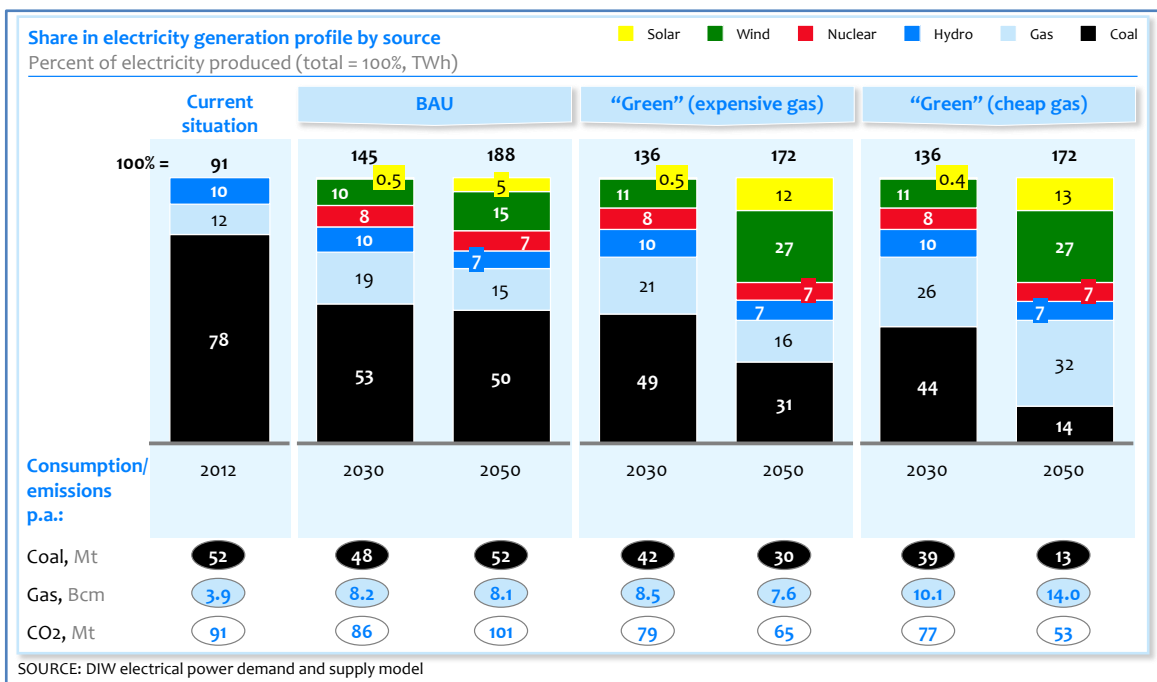 Share in electricity generation profile by source
Percent of electricity produced (total = 100%, TWh)
Solar Wind Nuclear Hydro Gas Coal
Current situation
BAU
“Green” (expensive gas)
“Green” (cheap gas)
100% = 91 145 188 136 172 136 172
10
12
78
0.5
10
8
10
19
53
5
15
7
7
15
50
0.5
11
8
10
21
49
12
27
7
7
16
31
0.4
11
8
10
26
44
13
27
7
7
32
14
Consumption/
emissions
p.a.:
2012 2030 2050 2030 2050 2030 2050
Coal, Mt 52 48 52 42 30 39 13
Gas, Bcm 3.9 8.2 8.1 8.5 7.6 10.1 14.0
CO2, Mt 91 86 101 79 65 77 53
SOURCE: DIW electrical power demand and supply model